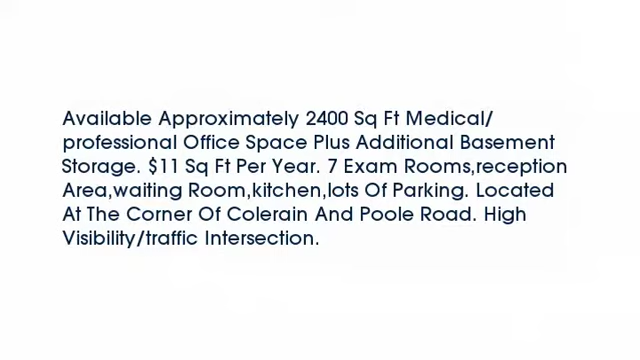 Available Approximately 2400 Sq Ft Medical/
professional Office Space Plus Additional Basement
Storage. $11 Sq Ft Per Year. 7 Exam Rooms,reception
Area,waiting Room,kitchen,lots Of Parking. Located
At The Corner Of Colerain And Poole Road. High
Visibility/traffic Intersection.